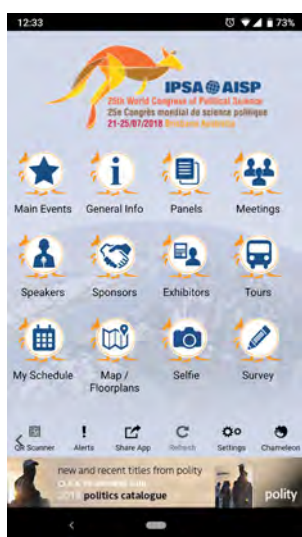 12:33
73%
IPSA AISP
25th World Congress of Political Science
25e Congrès mondial de science politique
21-25/07/2018 Brisbane Australia
Main Events
General Info
Panels
Meetings
Speakers
Sponsors
Exhibitors
Tours
My Schedule
Map /
Floorplans
Selfie
Survey
QR Scanner
Alerts
Share App
Refresh
Settings
Chameleon
new and recent titles from polity
2018 politics catalogue
polity